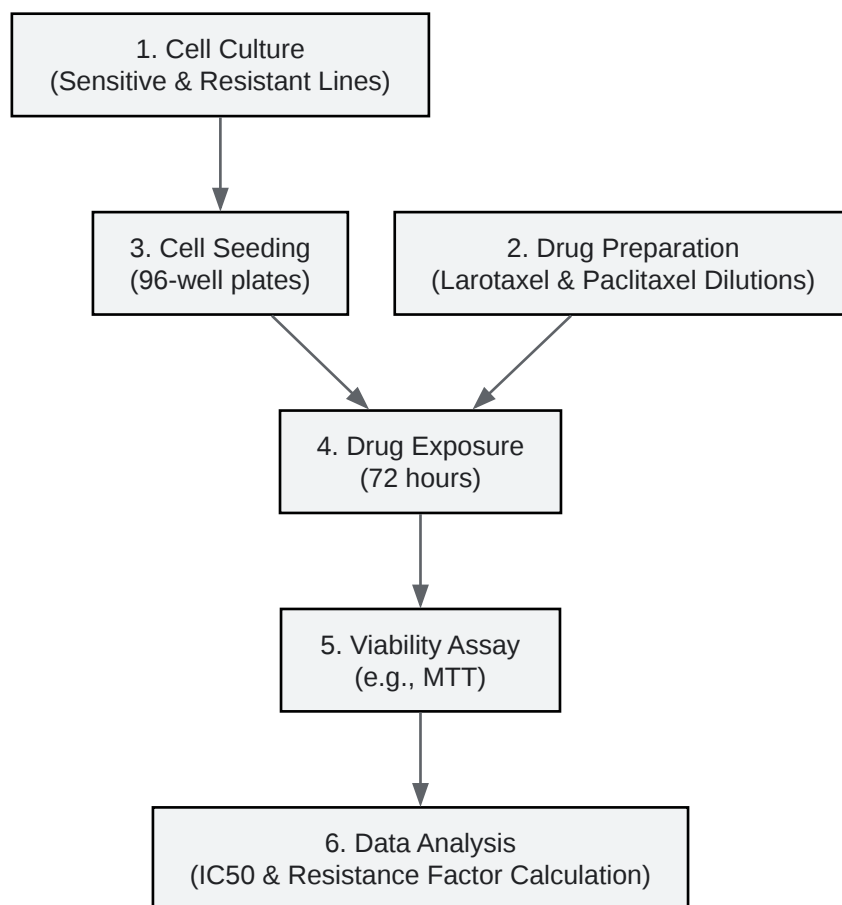 1. Cell Culture
(Sensitive & Resistant Lines)
3. Cell Seeding
(96-well plates)
2. Drug Preparation
(Larotaxel & Paclitaxel Dilutions)
4. Drug Exposure
(72 hours)
5. Viability Assay
(e.g., MTT)
6. Data Analysis
(IC50 & Resistance Factor Calculation)